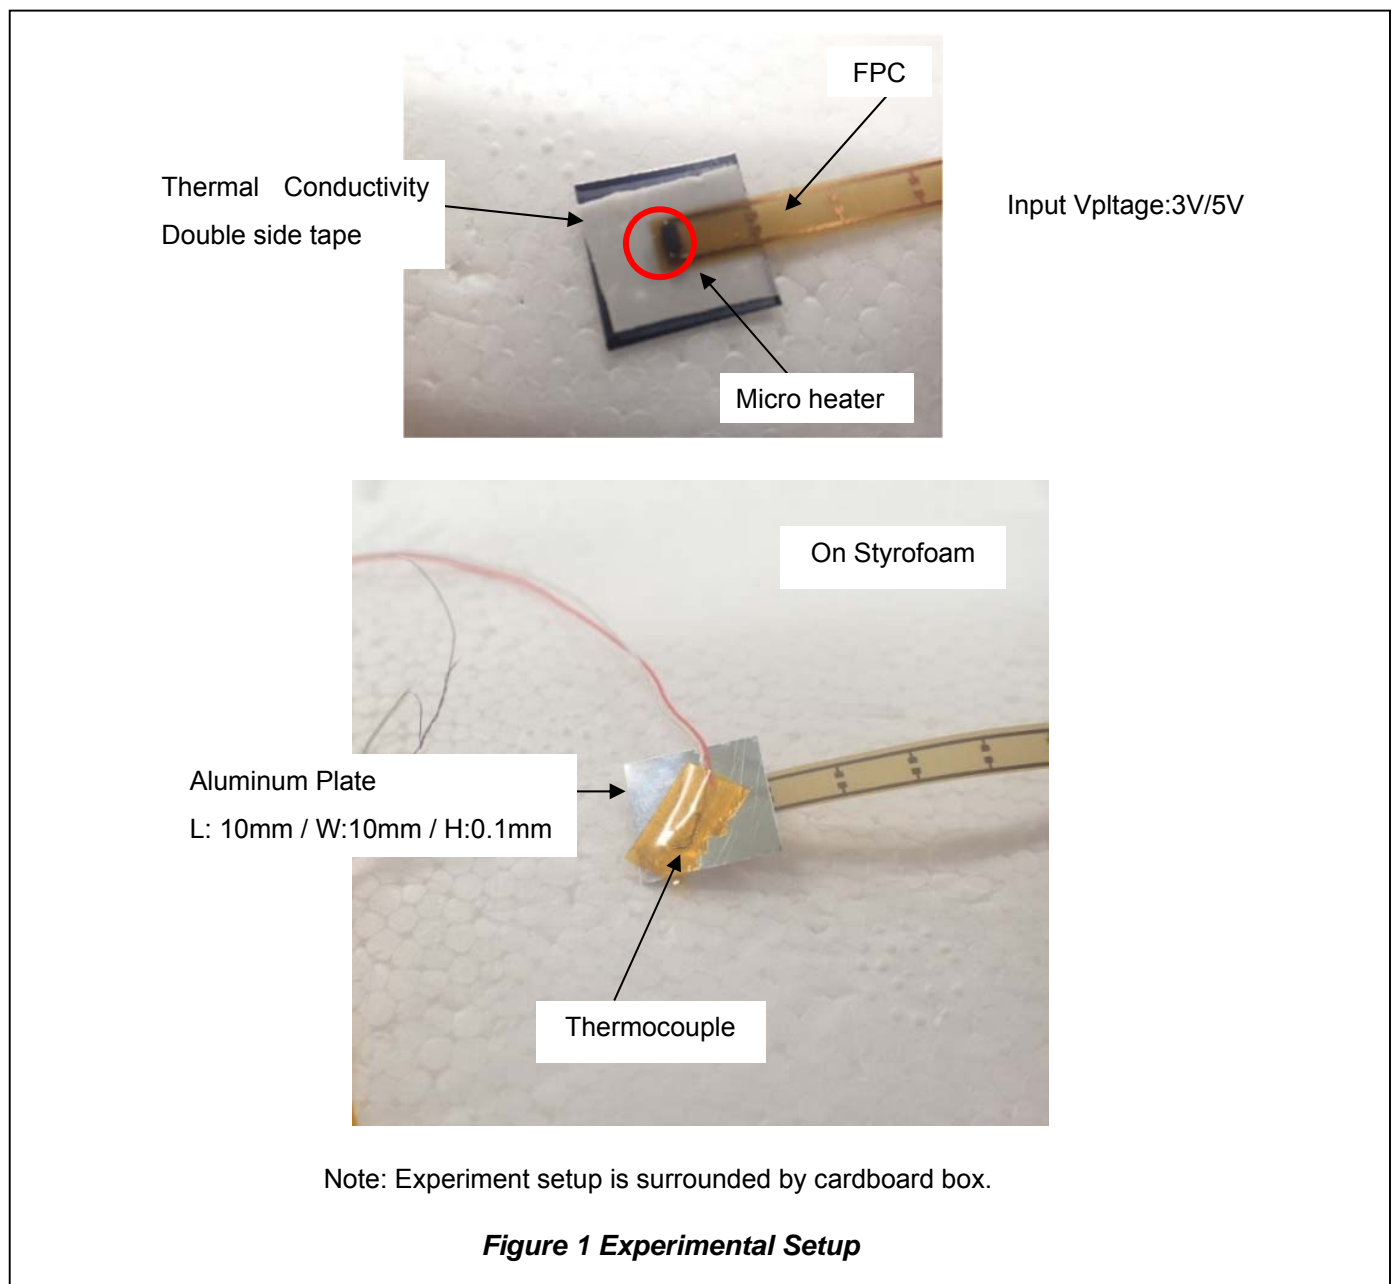 FPC
Thermal Conductivity
Double side tape
Input Vpltage:3V/5V
Micro heater
On Styrofoam
Aluminum Plate
L: 10mm / W:10mm / H:0.1mm
Thermocouple
Note: Experiment setup is surrounded by cardboard box.
Figure 1 Experimental Setup